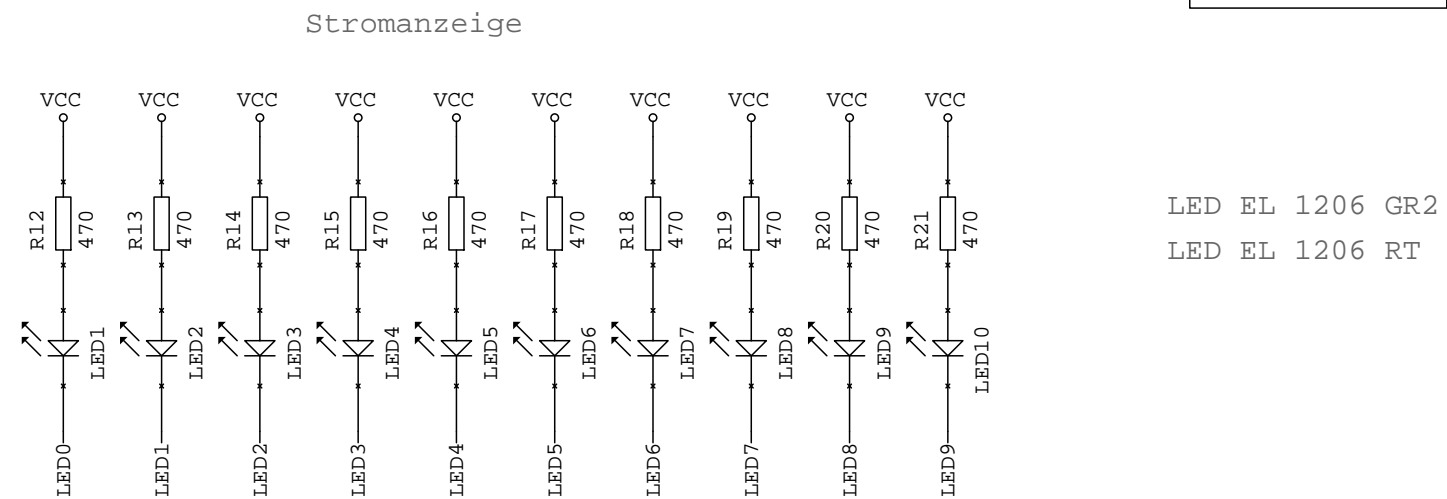 Stromanzeige
VCC VCC VCC VCC VCC VCC VCC VCC VCC VCC
R12 470 R13 470 R14 470 R15 470 R16 470 R17 470 R18 470 R19 470 R20 470 R21 470
LED EL 1206 GR2
LED EL 1206 RT
LED1 LED2 LED3 LED4 LED5 LED6 LED7 LED8 LED9 LED10
LED0 LED1 LED2 LED3 LED4 LED5 LED6 LED7 LED8 LED9